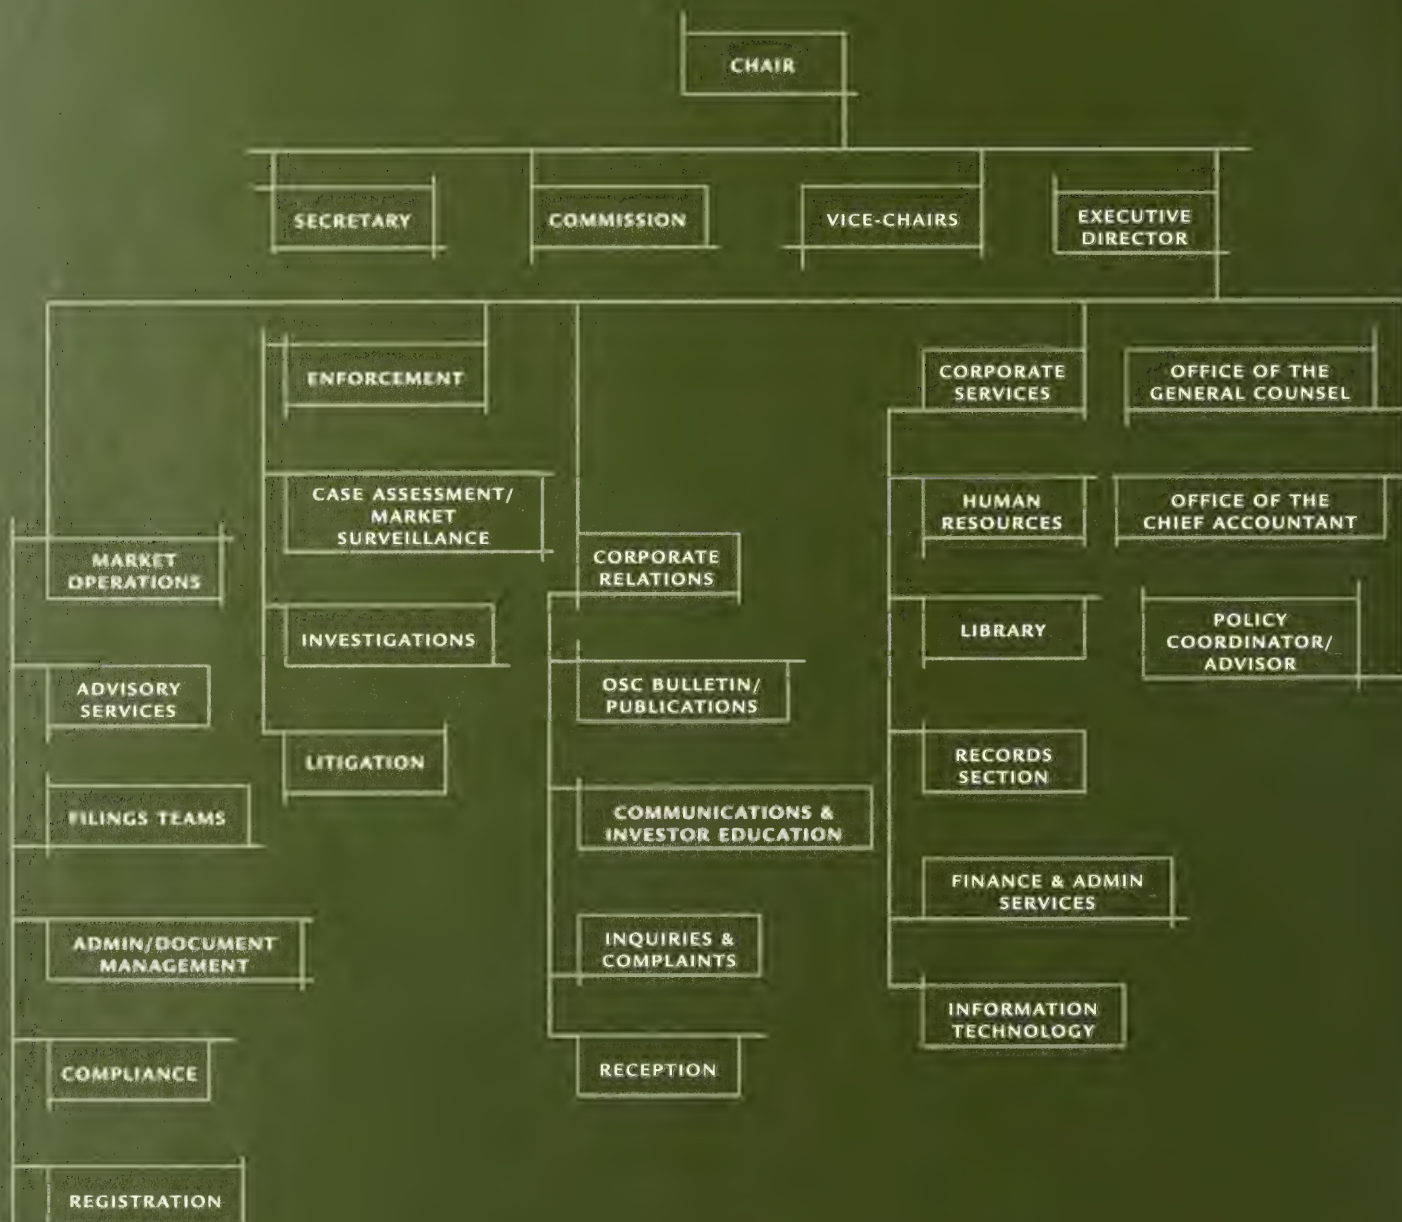 CHAIR
SECRETARY
COMMISSION
VICE-CHAIRS
EXECUTIVE
DIRECTOR
ENFORCEMENT
CASE ASSESSMENT/
MARKET
SURVEILLANCE
INVESTIGATIONS
LITIGATION
MARKET
OPERATIONS
ADVISORY
SERVICES
FILINGS TEAMS
ADMIN/DOCUMENT
MANAGEMENT
COMPLIANCE
REGISTRATION
CORPORATE
RELATIONS
OSC BULLETIN/
PUBLICATIONS
COMMUNICATIONS &
INVESTOR EDUCATION
INQUIRIES &
COMPLAINTS
RECEPTION
CORPORATE
SERVICES
HUMAN
RESOURCES
LIBRARY
RECORDS
SECTION
FINANCE & ADMIN
SERVICES
INFORMATION
TECHNOLOGY
OFFICE OF THE
GENERAL COUNSEL
OFFICE OF THE
CHIEF ACCOUNTANT
POLICY
COORDINATOR/
ADVISOR